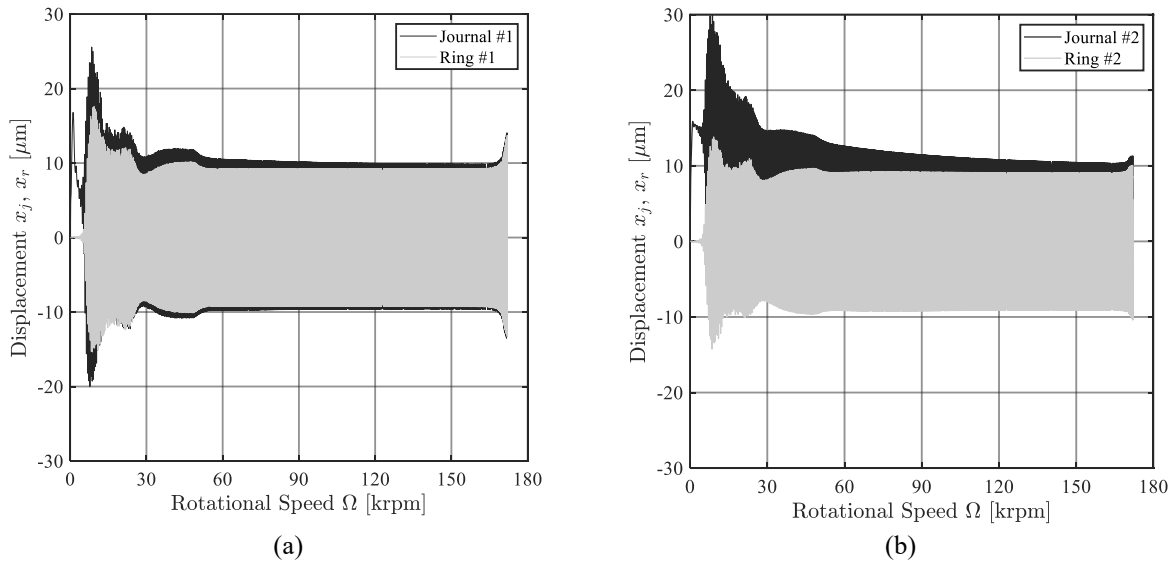 30
20
10
0
-10
-20
-30
Displacement x_j, x_r [μm]
Journal #1
Ring #1
0 30 60 90 120 150 180
Rotational Speed Ω [krpm]
(a)
30
20
10
0
-10
-20
-30
Displacement x_j, x_r [μm]
Journal #2
Ring #2
0 30 60 90 120 150 180
Rotational Speed Ω [krpm]
(b)